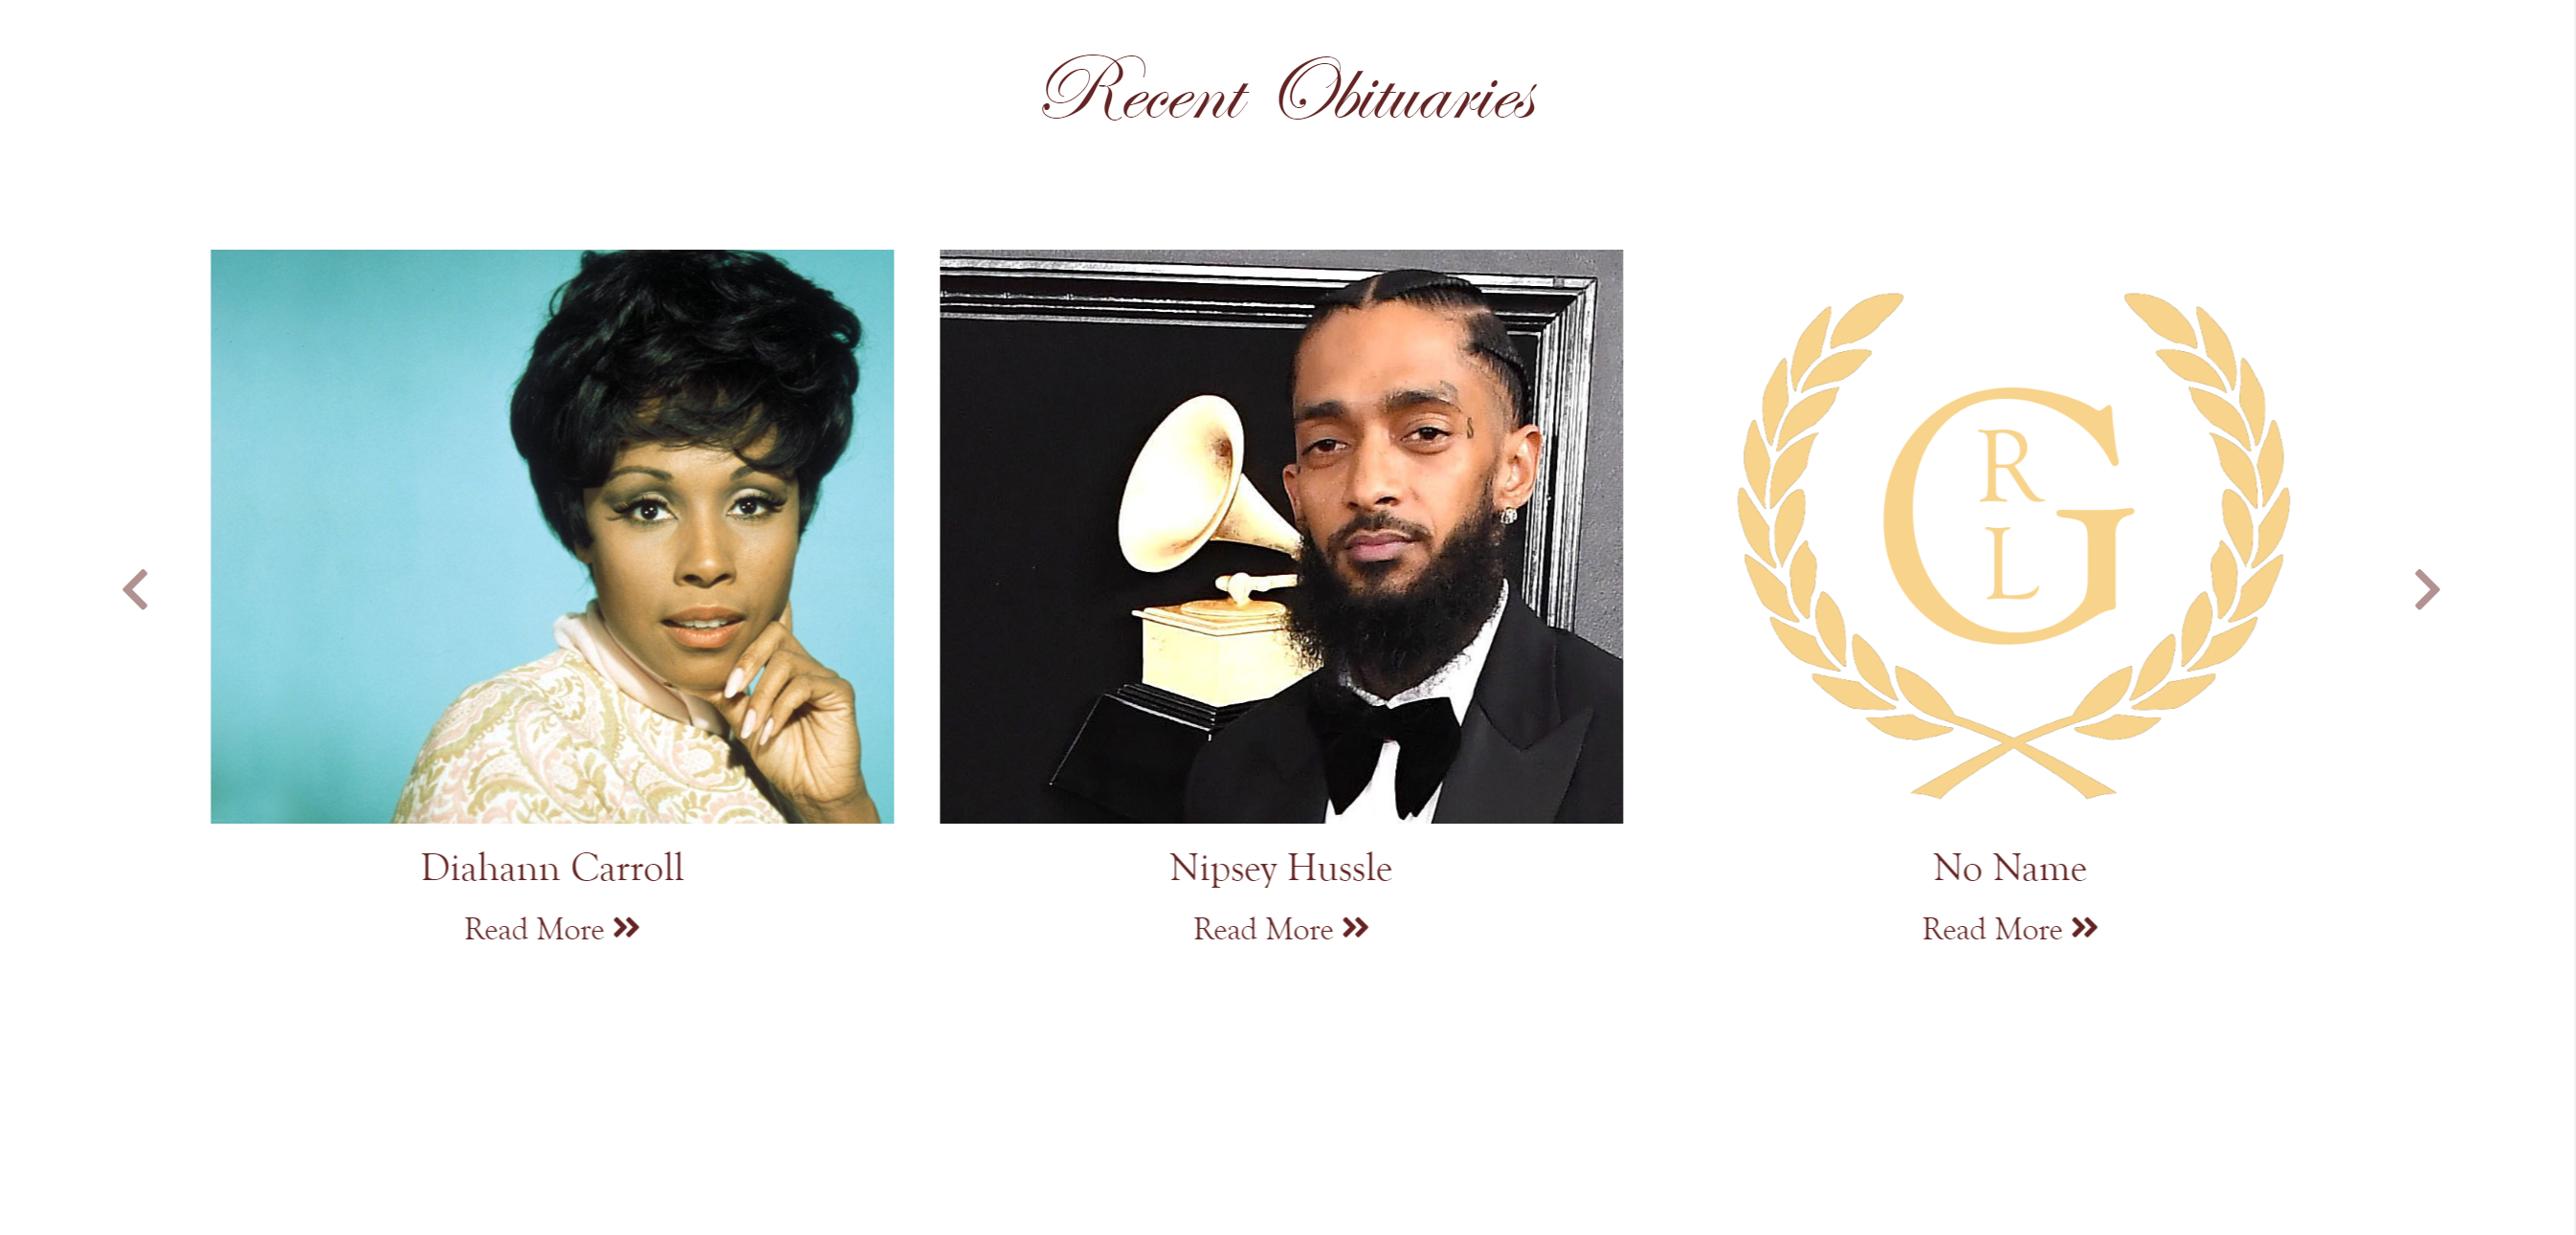 Recent Obituaries
G
R
L
Diahann Carroll
Nipsey Hussle
No Name
Read More
Read More
Read More